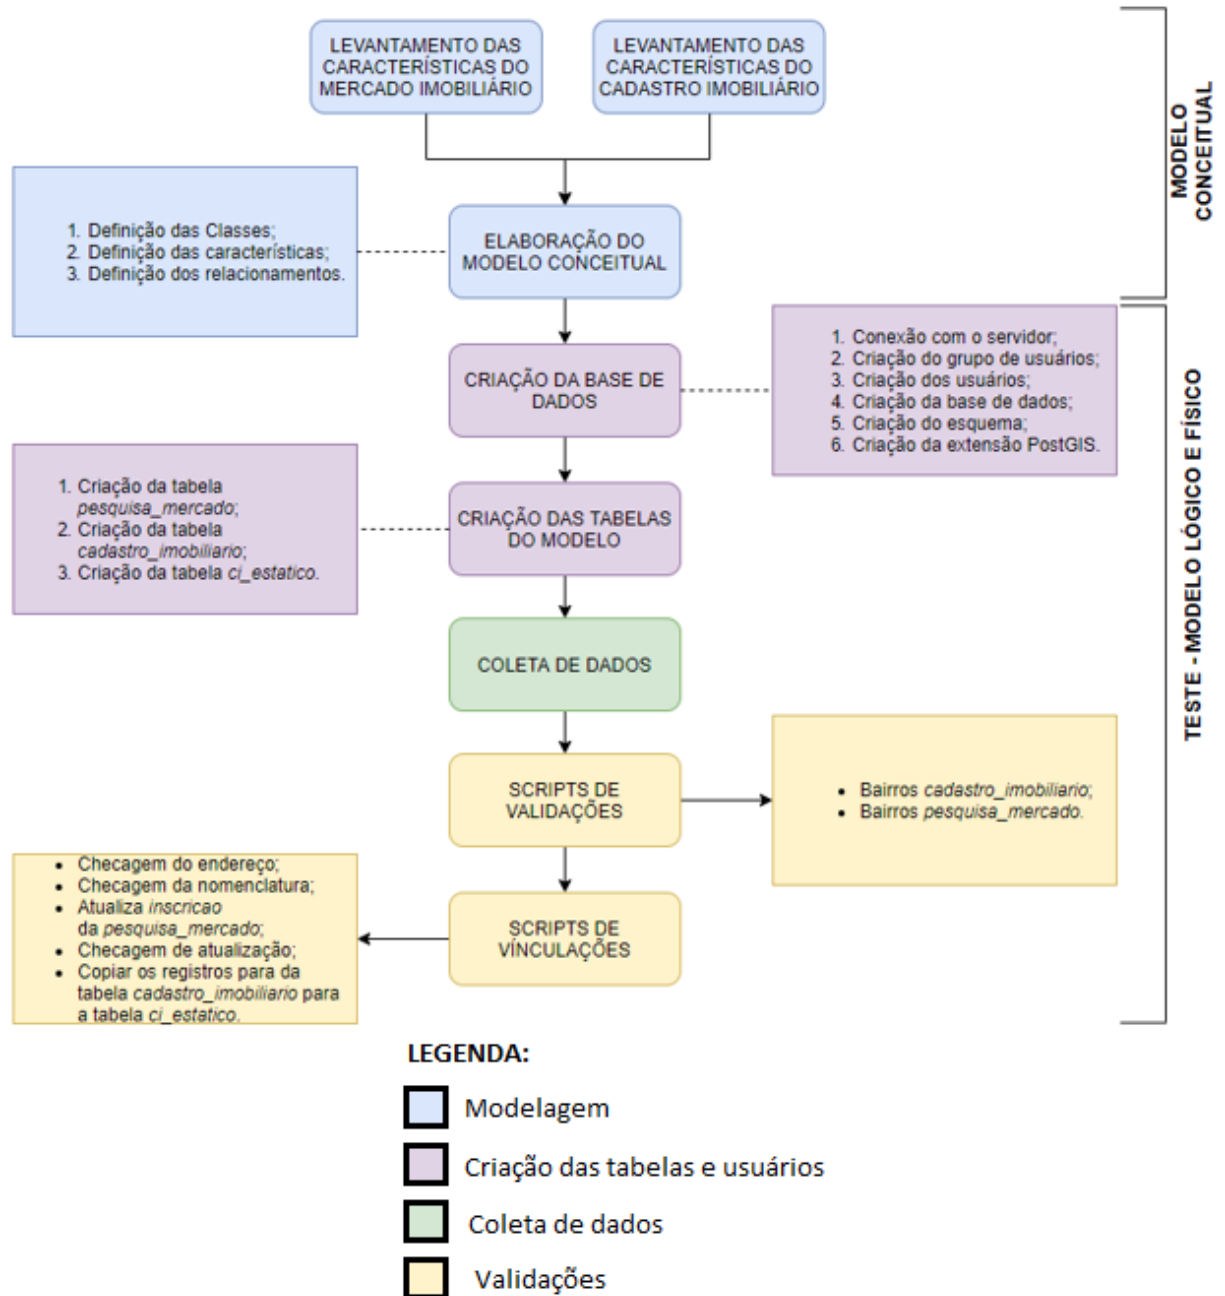 LEVANTAMENTO DAS
CARACTERÍSTICAS DO
MERCADO IMOBILIÁRIO
LEVANTAMENTO DAS
CARACTERÍSTICAS DO
CADASTRO IMOBILIÁRIO
MODELO
CONCEITUAL
1. Definição das Classes;
2. Definição das características;
3. Definição dos relacionamentos.
ELABORAÇÃO DO
MODELO CONCEITUAL
CRIAÇÃO DA BASE DE
DADOS
1. Conexão com o servidor;
2. Criação do grupo de usuários;
3. Criação dos usuários;
4. Criação da base de dados;
5. Criação do esquema;
6. Criação da extensão PostGIS.
TESTE - MODELO LÓGICO E FÍSICO
1. Criação da tabela
pesquisa_mercado;
2. Criação da tabela
cadastro_imobiliario;
3. Criação da tabela ci_estatico.
CRIAÇÃO DAS TABELAS
DO MODELO
COLETA DE DADOS
SCRIPTS DE
VALIDAÇÕES
• Bairros cadastro_imobiliario;
• Bairros pesquisa_mercado.
• Checagem do endereço;
• Checagem da nomenclatura;
• Atualiza inscricao
da pesquisa_mercado;
• Checagem de atualização;
• Copiar os registros para da
tabela cadastro_imobiliario para
a tabela ci_estatico.
SCRIPTS DE
VÍNCULAÇÕES
LEGENDA:
Modelagem
Criação das tabelas e usuários
Coleta de dados
Validações